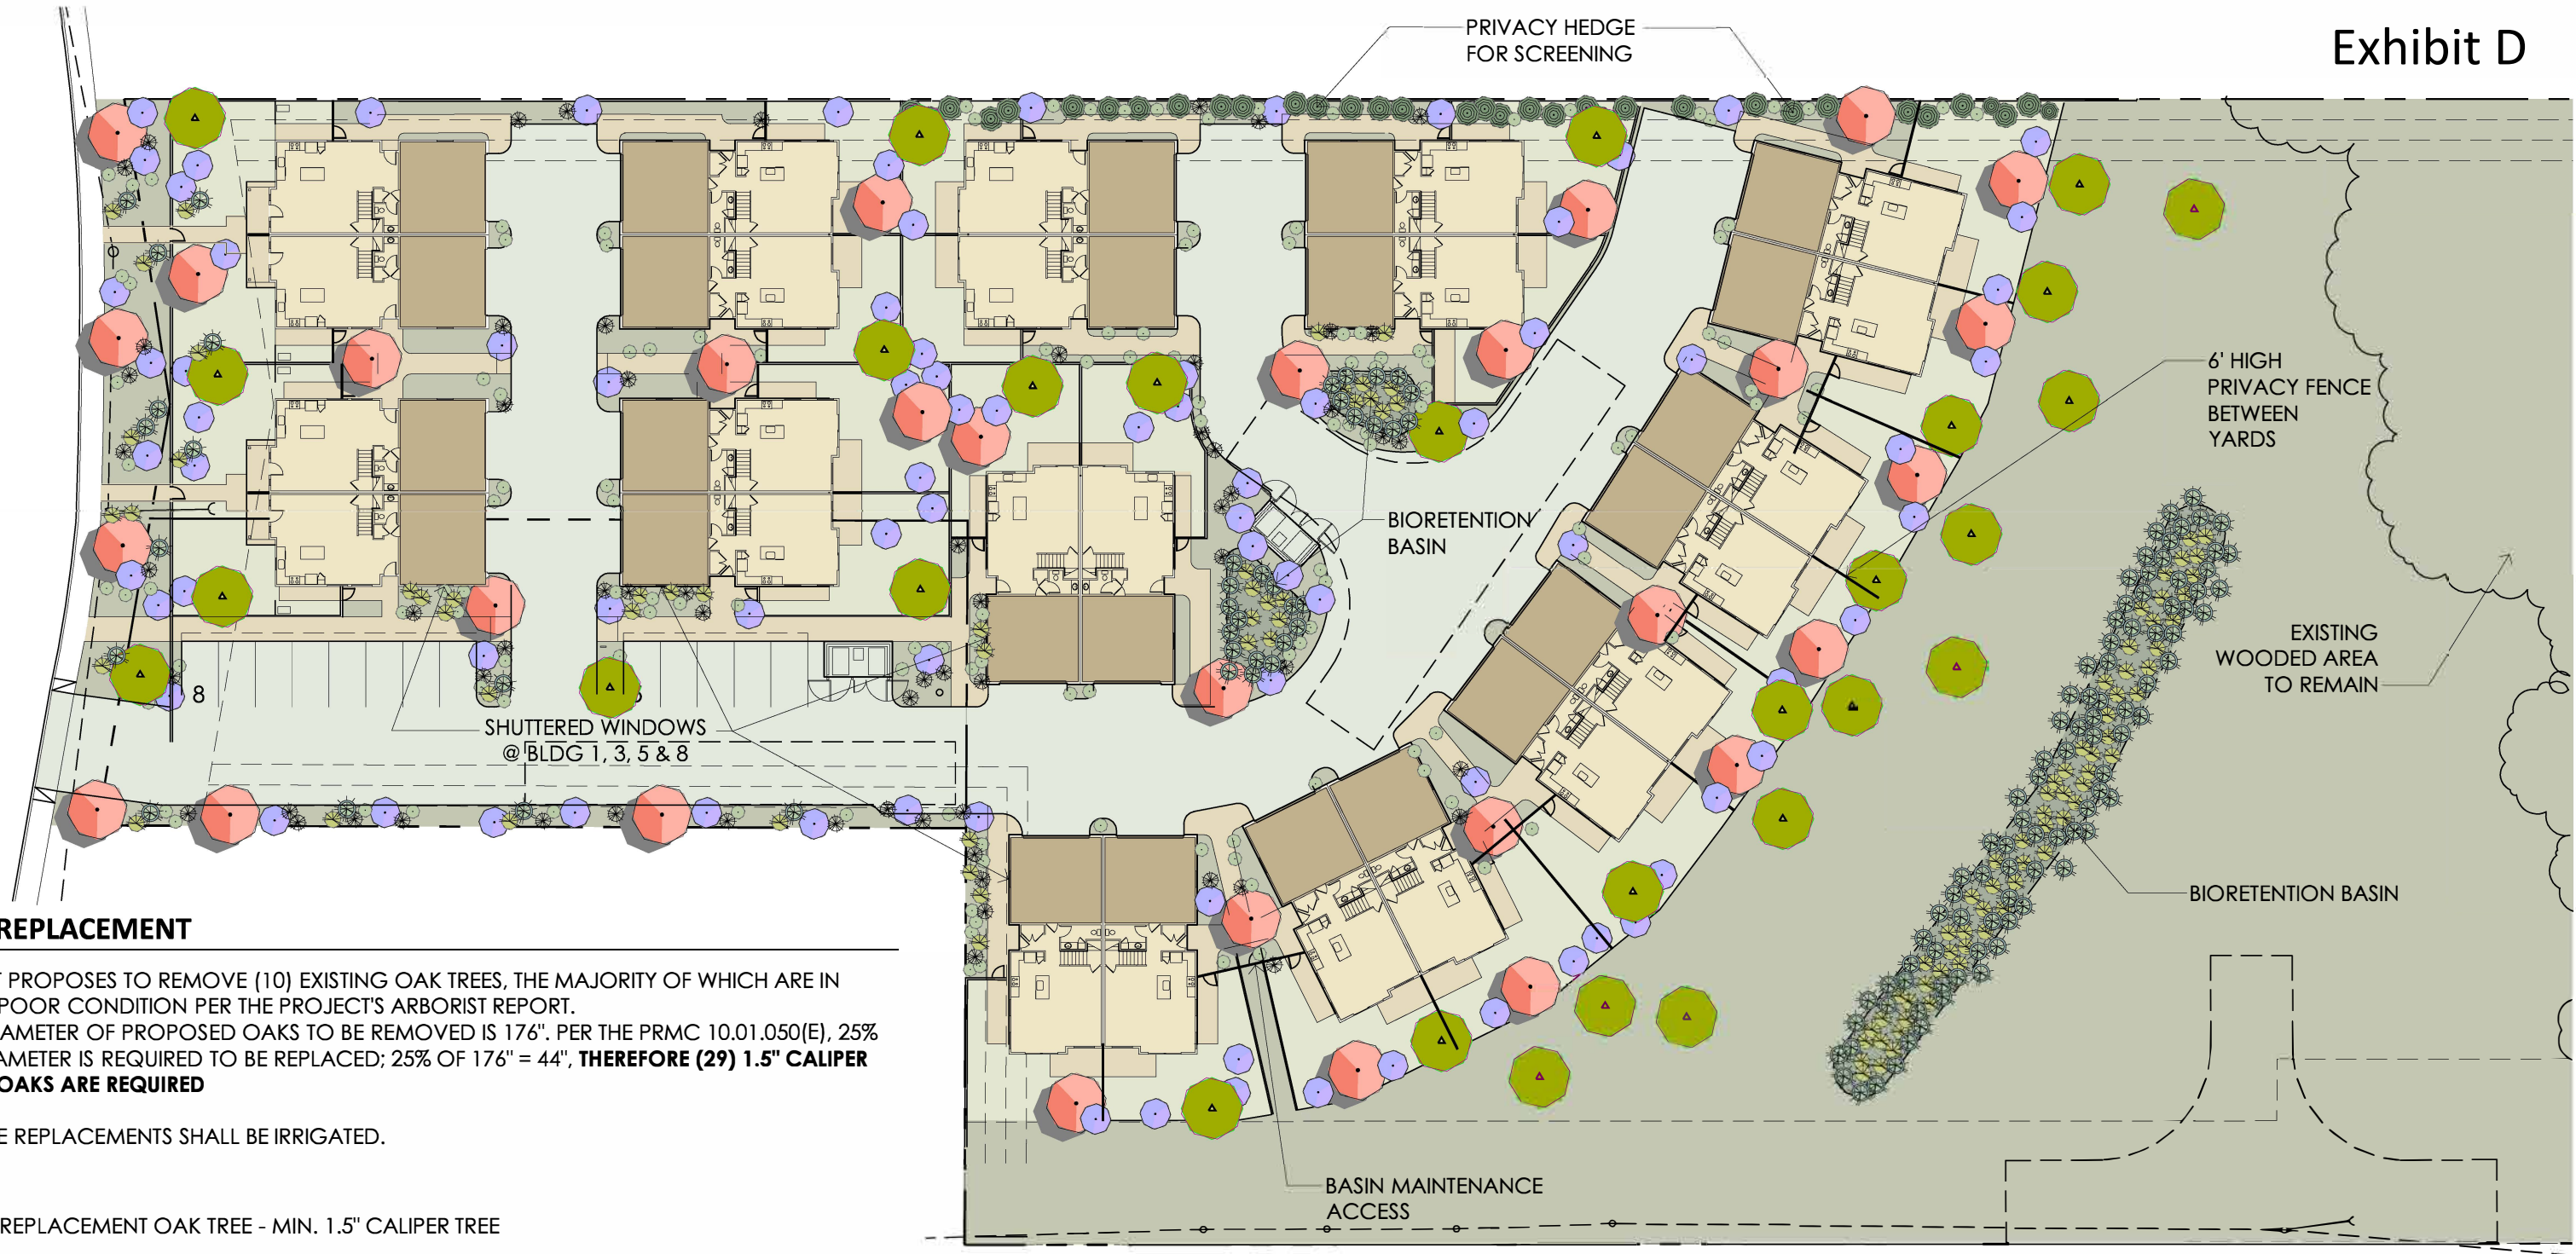 PRIVACY HEDGE
FOR SCREENING
Exhibit D
6' HIGH
PRIVACY FENCE
BETWEEN
YARDS
BIORETENTION
BASIN
EXISTING
WOODED AREA
TO REMAIN
8
SHUTTERED WINDOWS
@ BLDG 1, 3, 5 & 8
BIORETENTION BASIN
REPLACEMENT
T PROPOSES TO REMOVE (10) EXISTING OAK TREES, THE MAJORITY OF WHICH ARE IN
POOR CONDITION PER THE PROJECT'S ARBORIST REPORT.
AMETER OF PROPOSED OAKS TO BE REMOVED IS 176". PER THE PRMC 10.01.050(E), 25%
AMETER IS REQUIRED TO BE REPLACED; 25% OF 176" = 44", THEREFORE (29) 1.5" CALIPER
OAKS ARE REQUIRED
E REPLACEMENTS SHALL BE IRRIGATED.
BASIN MAINTENANCE
ACCESS
REPLACEMENT OAK TREE - MIN. 1.5" CALIPER TREE